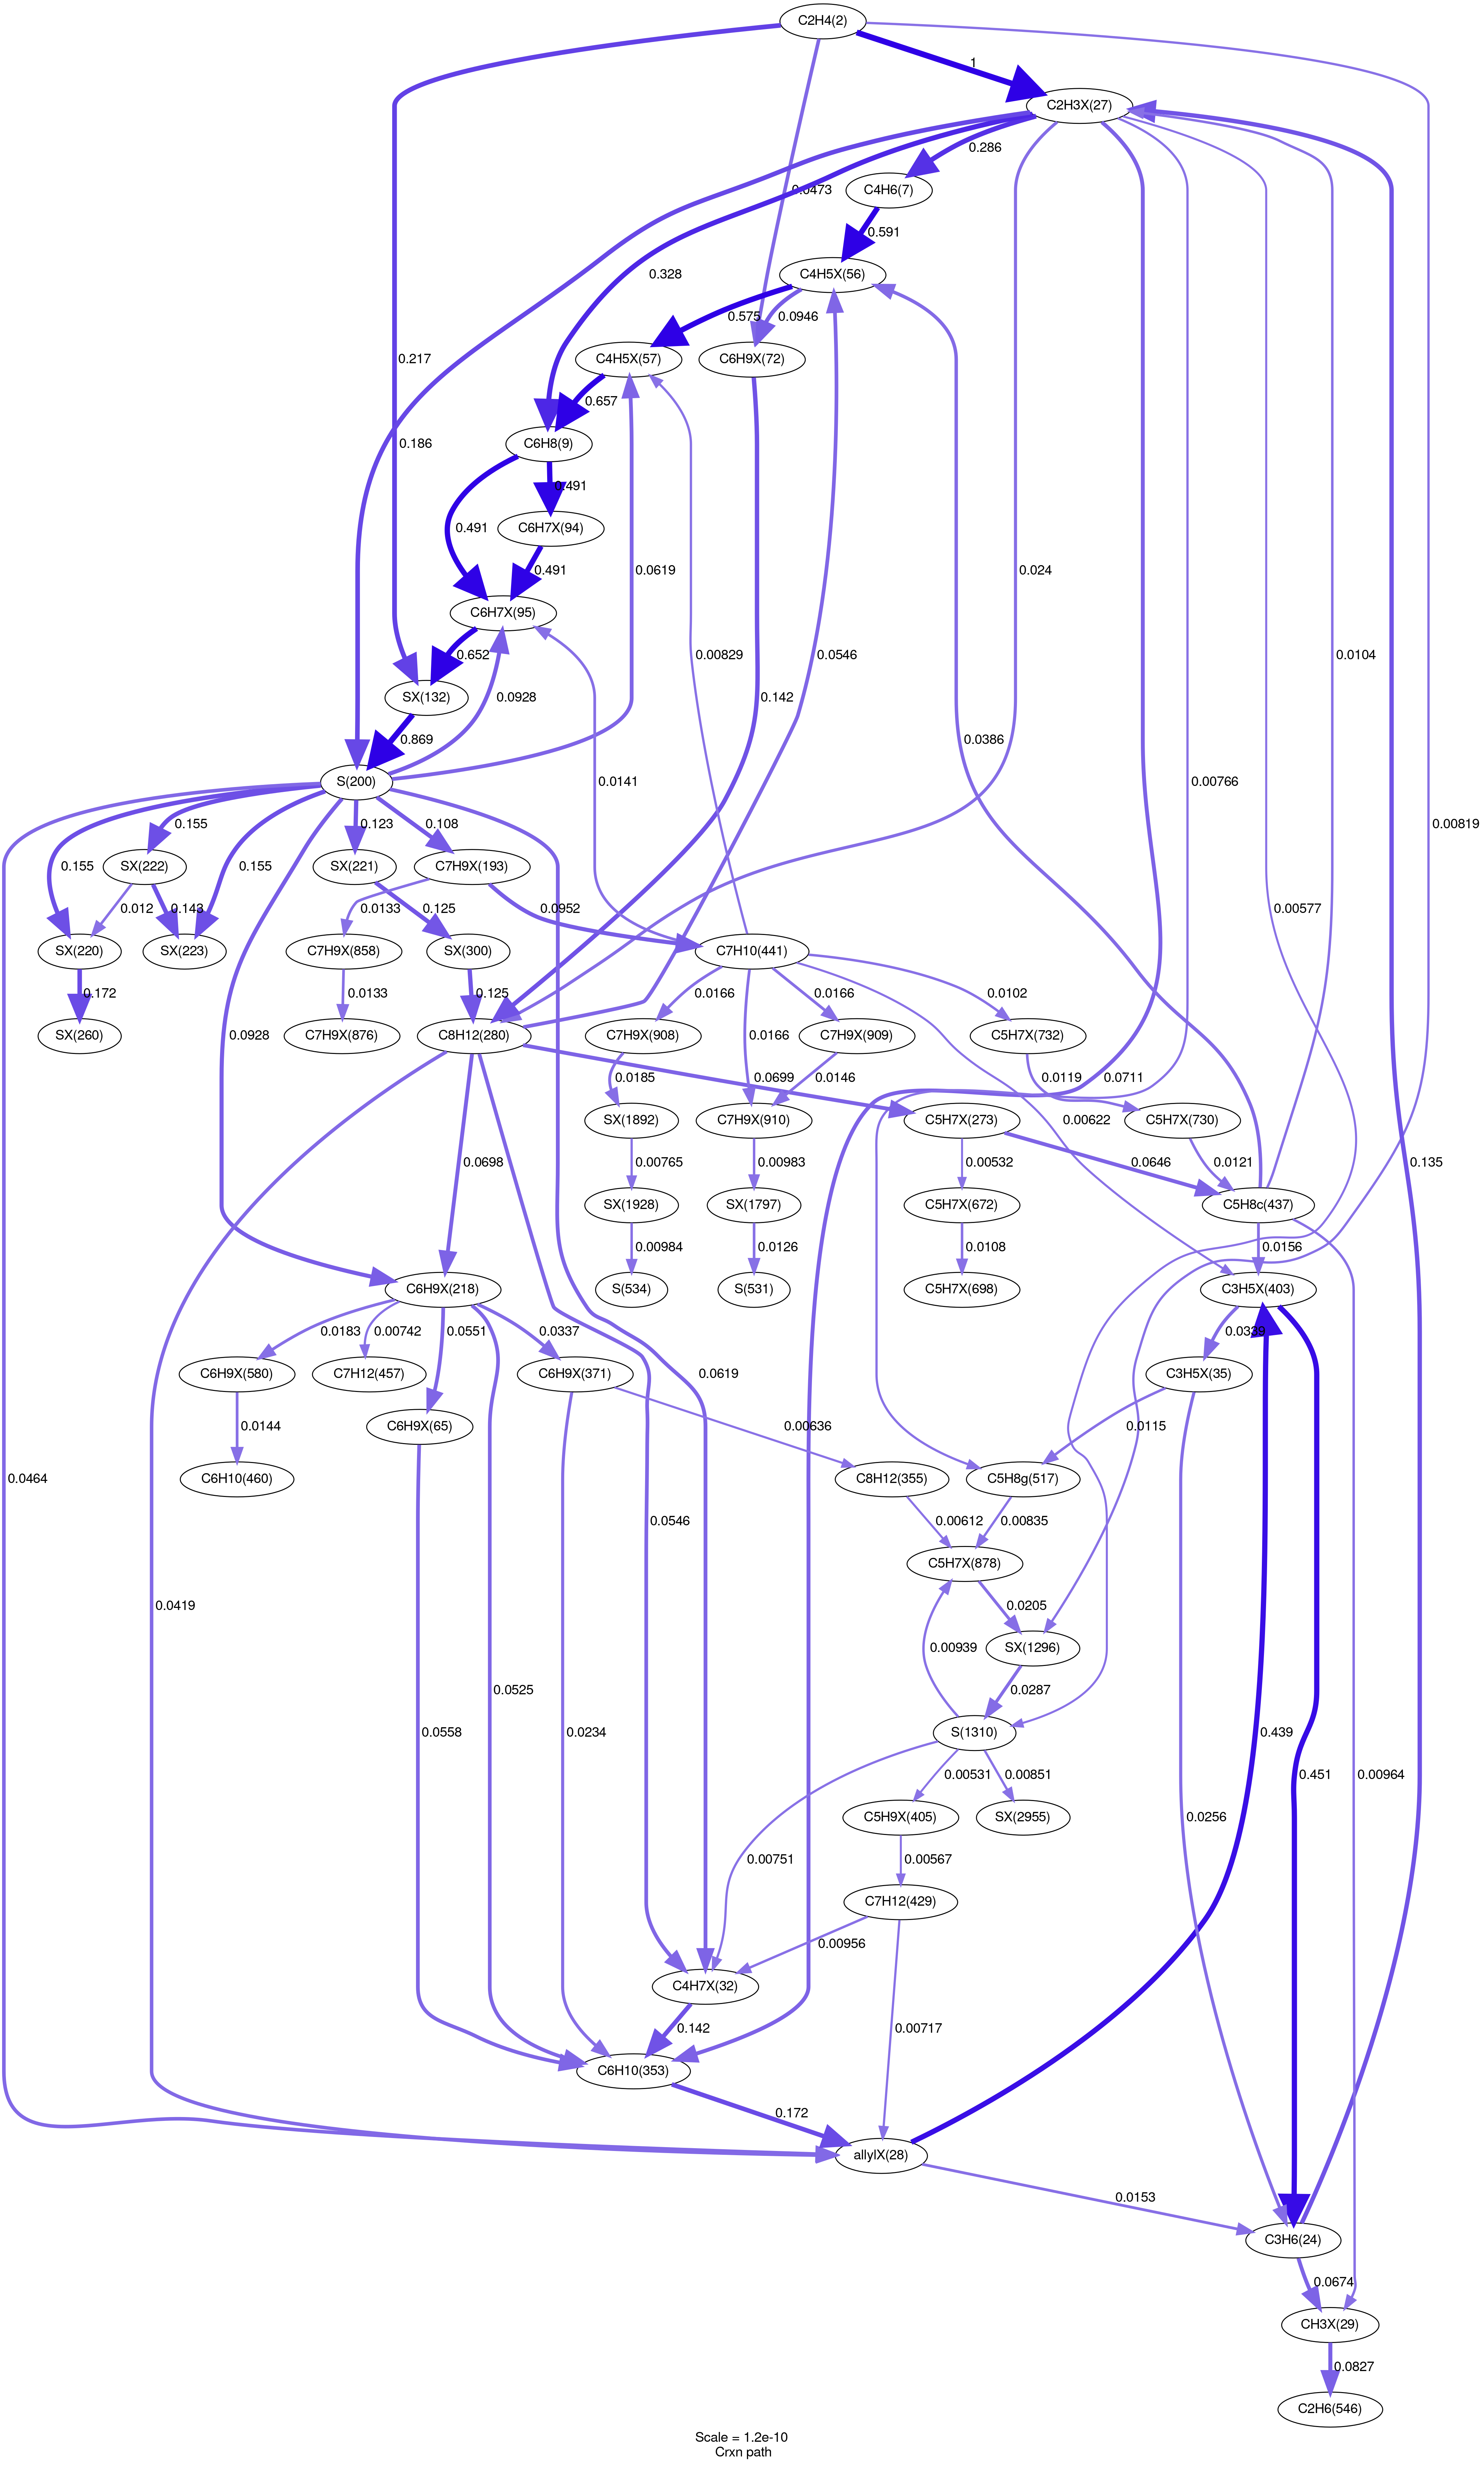 C2H4(2)
1
C2H3X(27)
0.0473
0.286
C4H6(7)
0.591
0.328
C4H5X(56)
0.575
0.0946
0.217
C4H5X(57)
C6H9X(72)
0.657
0.186
C6H8(9)
0.491
0.491
C6H7X(94)
0.491
0.0619
0.024
C6H7X(95)
0.0546
0.0386
0.0104
0.00766
0.00577
0.00819
0.652
0.0928
0.142
0.00829
SX(132)
0.869
0.0141
S(200)
0.155
0.155
0.155
0.123
0.108
SX(222)
SX(221)
C7H9X(193)
0.012
0.143
0.125
0.0133
0.0952
SX(220)
SX(223)
C7H9X(858)
SX(300)
C7H10(441)
0.172
0.0133
0.125
0.0166
0.0166
0.0166
0.0102
SX(260)
0.0928
C7H9X(876)
C8H12(280)
C7H9X(908)
C7H9X(909)
C5H7X(732)
0.0185
0.0146
0.0119
0.0711
0.0699
SX(1892)
C7H9X(910)
C5H7X(273)
C5H7X(730)
0.00622
0.0698
0.00765
0.00983
0.00532
0.0646
0.0121
0.135
SX(1928)
SX(1797)
C5H7X(672)
C5H8c(437)
0.00984
0.0126
0.0108
0.0156
C6H9X(218)
S(534)
S(531)
C5H7X(698)
C3H5X(403)
0.0183
0.00742
0.0551
0.0337
0.0619
0.0339
C6H9X(580)
C7H12(457)
C6H9X(371)
C3H5X(35)
0.0144
C6H9X(65)
0.00636
0.0115
C6H10(460)
C8H12(355)
C5H8g(517)
0.0464
0.0419
0.0546
0.00612
0.00835
C5H7X(878)
0.0205
SX(1296)
0.0525
0.00939
0.0287
0.0558
0.0234
S(1310)
0.439
0.451
0.00964
0.00531
0.00851
C5H9X(405)
SX(2955)
0.0256
0.00751
0.00567
C7H12(429)
0.00956
C4H7X(32)
0.142
C6H10(353)
0.00717
0.172
allylX(28)
0.0153
C3H6(24)
0.0674
CH3X(29)
0.0827
C2H6(546)
Scale = 1.2e-10
Crxn path